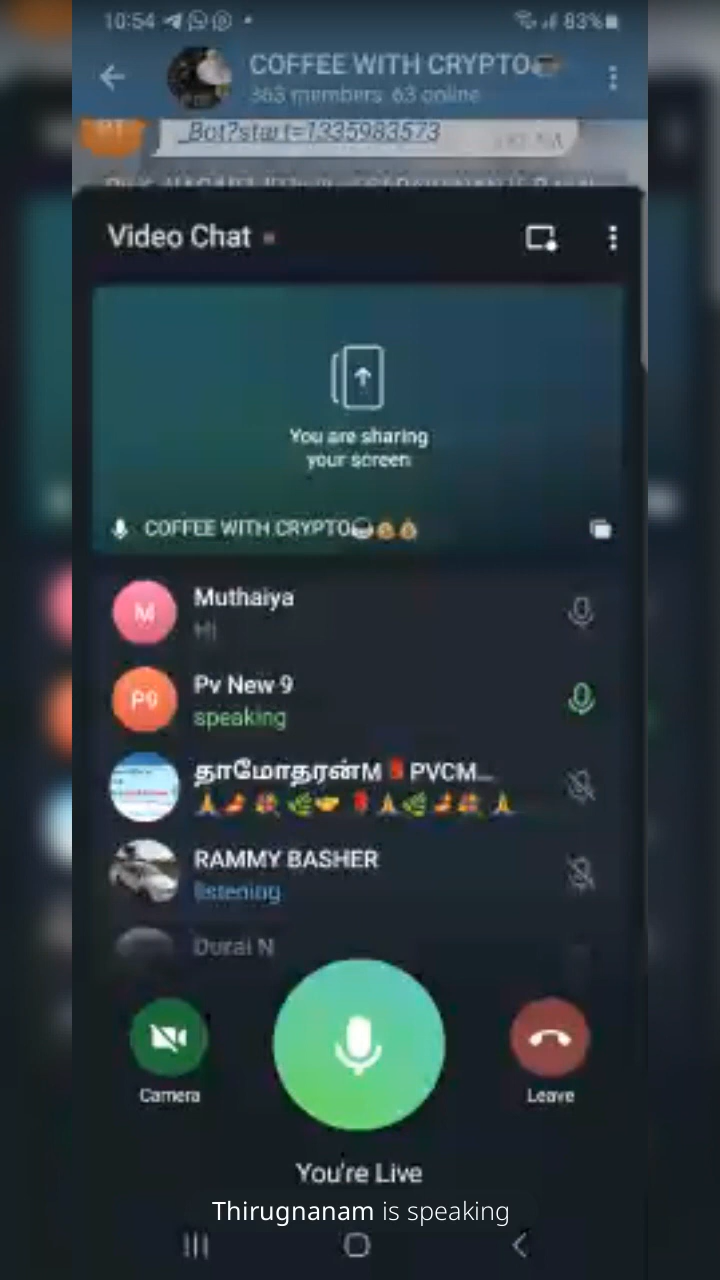 10:54
83%
COFFEE WITH CRYPTO
363 members, 63 online
_Bot?start=1335983573
Video Chat
You are sharing
your screen
COFFEE WITH CRYPTO
M
Muthaiya
Hi
P9
Pv New 9
speaking
தாமோதரன்M PVCM...
RAMMY BASHER
listening
Durai N
Camera
Leave
You're Live
Thirugnanam is speaking